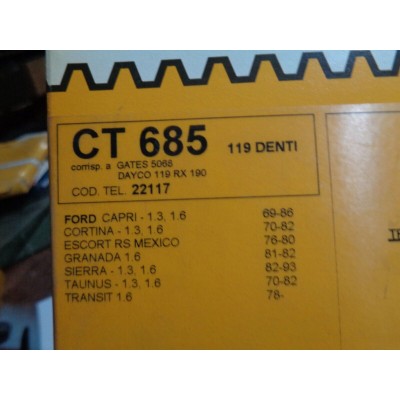 CT 685 119 DENTI
corrisp. a GATES 5065
DAYCO 119 RX 190
COD. TEL. 22117
FORD CAPRI - 1.3, 1.6 69-86
CORTINA - 1.3, 1.6 70-82
ESCORT RS MEXICO 76-80
GRANADA 1.6 81-82
SIERRA - 1.3, 1.6 82-93
TAUNUS - 1.3, 1.6 70-82
TRANSIT 1.6 78-